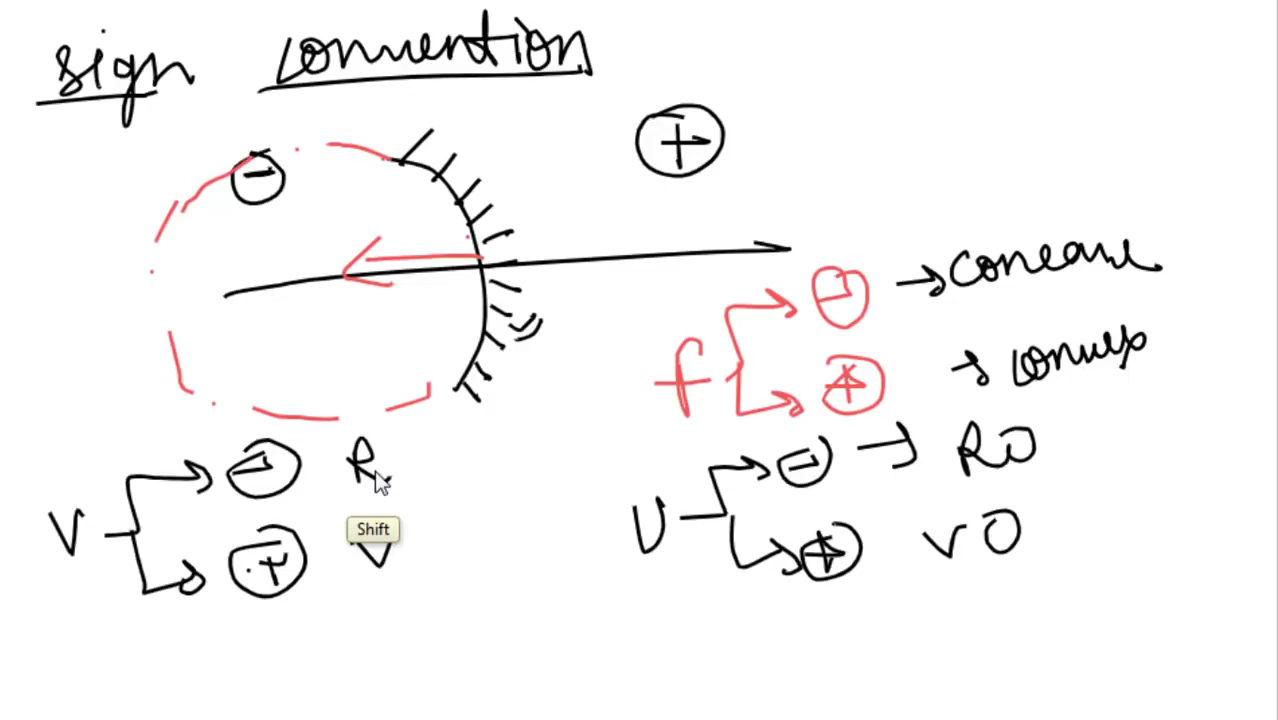 sign convention
+
-
- → concave
f
+ → convex
V
- R
Shift
+ V
U
- → RO
+ VO